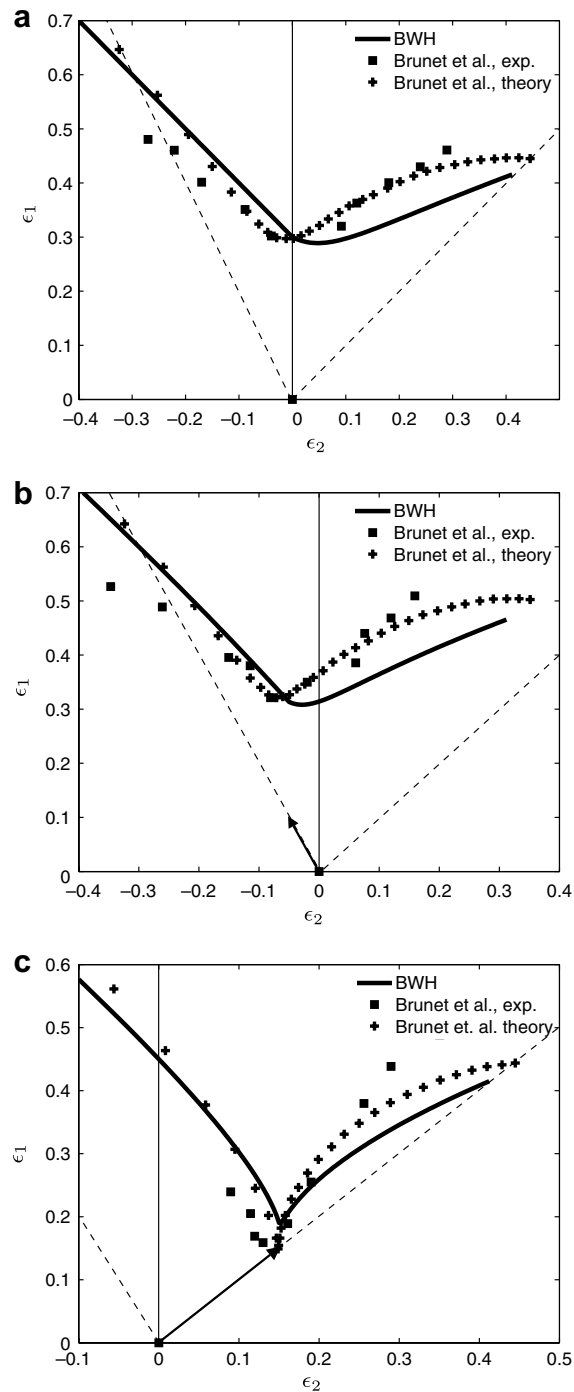 a
0.7
0.6
0.5
0.4
0.3
0.2
0.1
0
ϵ1
BWH
Brunet et al., exp.
Brunet et al., theory
−0.4 −0.3 −0.2 −0.1 0 0.1 0.2 0.3 0.4
ϵ2
b
0.7
0.6
0.5
0.4
0.3
0.2
0.1
0
ϵ1
BWH
Brunet et al., exp.
Brunet et al., theory
−0.4 −0.3 −0.2 −0.1 0 0.1 0.2 0.3 0.4
ϵ2
c
0.6
0.5
0.4
0.3
0.2
0.1
0
ϵ1
BWH
Brunet et al., exp.
Brunet et. al. theory
−0.1 0 0.1 0.2 0.3 0.4 0.5
ϵ2